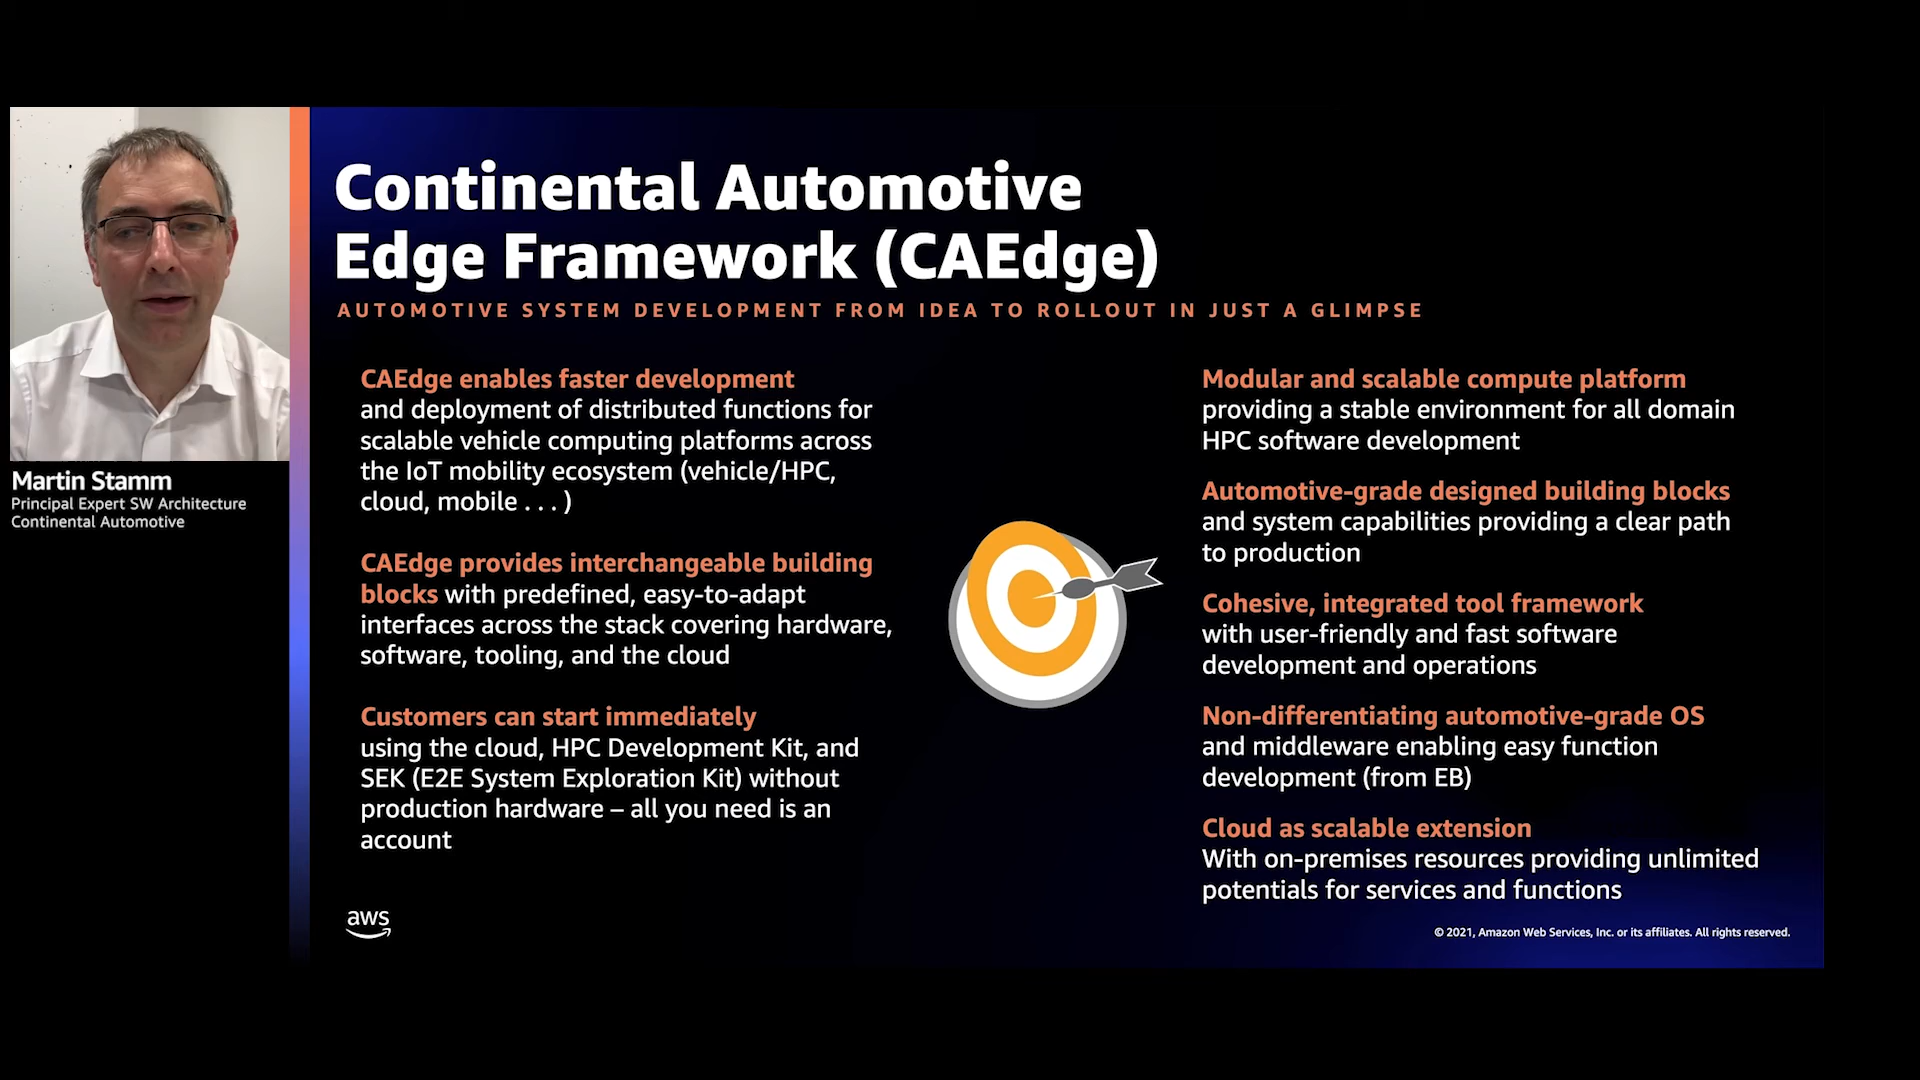 Continental Automotive
Edge Framework (CAEdge)
AUTOMOTIVE SYSTEM DEVELOPMENT FROM IDEA TO ROLLOUT IN JUST A GLIMPSE
Martin Stamm
Principal Expert SW Architecture
Continental Automotive
CAEdge enables faster development
and deployment of distributed functions for
scalable vehicle computing platforms across
the IoT mobility ecosystem (vehicle/HPC,
cloud, mobile . . . )
CAEdge provides interchangeable building
blocks with predefined, easy-to-adapt
interfaces across the stack covering hardware,
software, tooling, and the cloud
Customers can start immediately
using the cloud, HPC Development Kit, and
SEK (E2E System Exploration Kit) without
production hardware – all you need is an
account
Modular and scalable compute platform
providing a stable environment for all domain
HPC software development
Automotive-grade designed building blocks
and system capabilities providing a clear path
to production
Cohesive, integrated tool framework
with user-friendly and fast software
development and operations
Non-differentiating automotive-grade OS
and middleware enabling easy function
development (from EB)
Cloud as scalable extension
With on-premises resources providing unlimited
potentials for services and functions
aws
© 2021, Amazon Web Services, Inc. or its affiliates. All rights reserved.